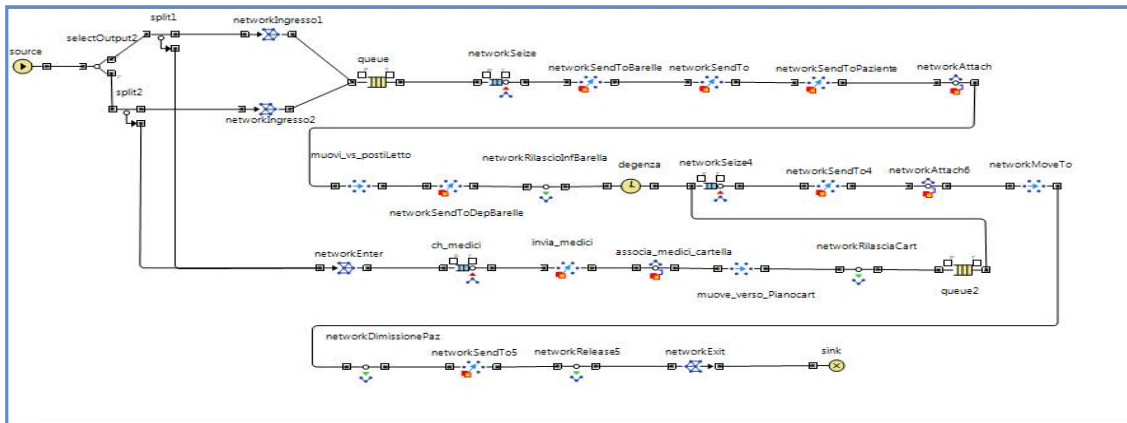 split1
networkIngresso1
source
selectOutput2
queue
networkSeize
networkSendToBarelle
networkSendTo
networkSendToPaziente
networkAttach
split2
networkIngresso2
muovi_vs_postiLetto
networkRilascioInfBarella
degenza
networkSeize4
networkSendTo4
networkAttach6
networkMoveTo
networkSendToDepBarelle
networkEnter
ch_medici
invia_medici
associa_medici_cartella
networkRilasciaCart
muove_verso_Pianocart
queue2
networkDimissionePaz
networkSendTo5
networkRelease5
networkExit
sink